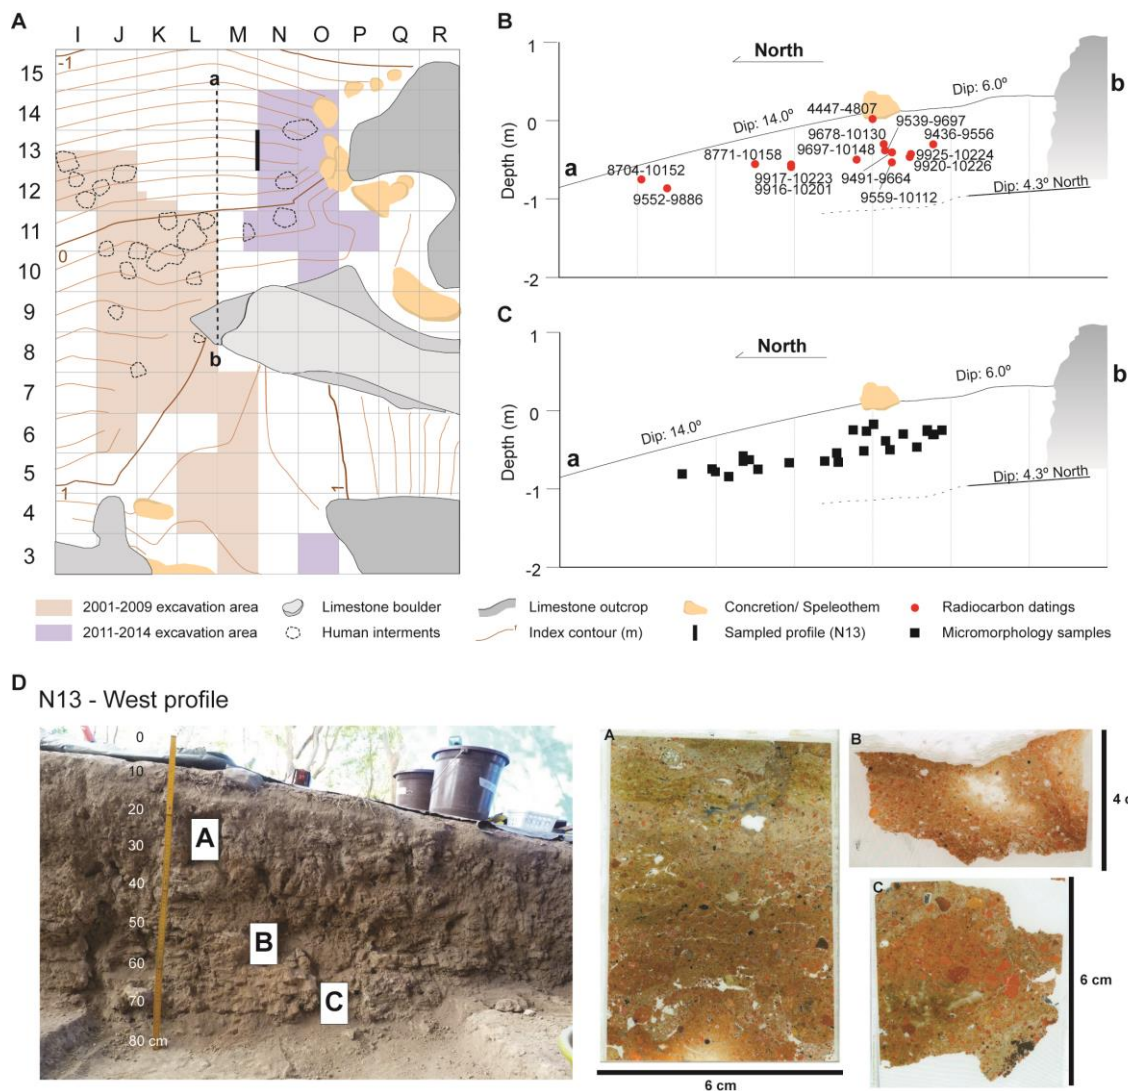 A
I J K L M N O P Q R
15
14
13
12
11
10
9
8
7
6
5
4
3
-1
0
1
1
a
b
B
1
0
-1
-2
Depth (m)
North
a
b
Dip: 14.0º
Dip: 6.0º
Dip: 4.3º North
4447-4807
9539-9697
9678-10130
9436-9556
8771-10158
9697-10148
9925-10224
8704-10152
9917-10223
9920-10226
9916-10201
9491-9664
9552-9886
9559-10112
C
1
0
-1
-2
Depth (m)
North
a
b
Dip: 14.0º
Dip: 6.0º
Dip: 4.3º North
2001-2009 excavation area
Limestone boulder
Limestone outcrop
Concretion/ Speleothem
Radiocarbon datings
2011-2014 excavation area
Human interments
Index contour (m)
Sampled profile (N13)
Micromorphology samples
D
N13 - West profile
0
10
20
30
40
50
60
70
80 cm
A
B
C
A
6 cm
B
4 c
C
6 cm